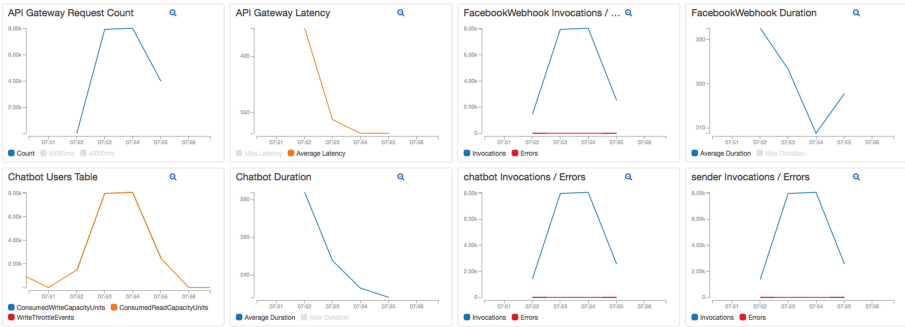 API Gateway Request Count
8.00k
6.00k
4.00k
2.00k
07:51 07:52 07:53 07:54 07:55 07:56
Count 5XXError 4XXError
API Gateway Latency
400
350
07:51 07:52 07:53 07:54 07:55 07:56
Max Latency Average Latency
FacebookWebhook Invocations / ...
8.00k
6.00k
4.00k
2.00k
0
07:51 07:52 07:53 07:54 07:55 07:56
Invocations Errors
FacebookWebhook Duration
330
320
310
07:51 07:52 07:53 07:54 07:55 07:56
Average Duration Max Duration
Chatbot Users Table
8.00k
6.00k
4.00k
2.00k
07:51 07:52 07:53 07:54 07:55 07:56
ConsumedWriteCapacityUnits ConsumedReadCapacityUnits
WriteThrottleEvents
Chatbot Duration
280
260
240
07:51 07:52 07:53 07:54 07:55 07:56
Average Duration Max Duration
chatbot Invocations / Errors
8.00k
6.00k
4.00k
2.00k
0
07:51 07:52 07:53 07:54 07:55 07:56
Invocations Errors
sender Invocations / Errors
8.00k
6.00k
4.00k
2.00k
0
07:51 07:52 07:53 07:54 07:55 07:56
Invocations Errors